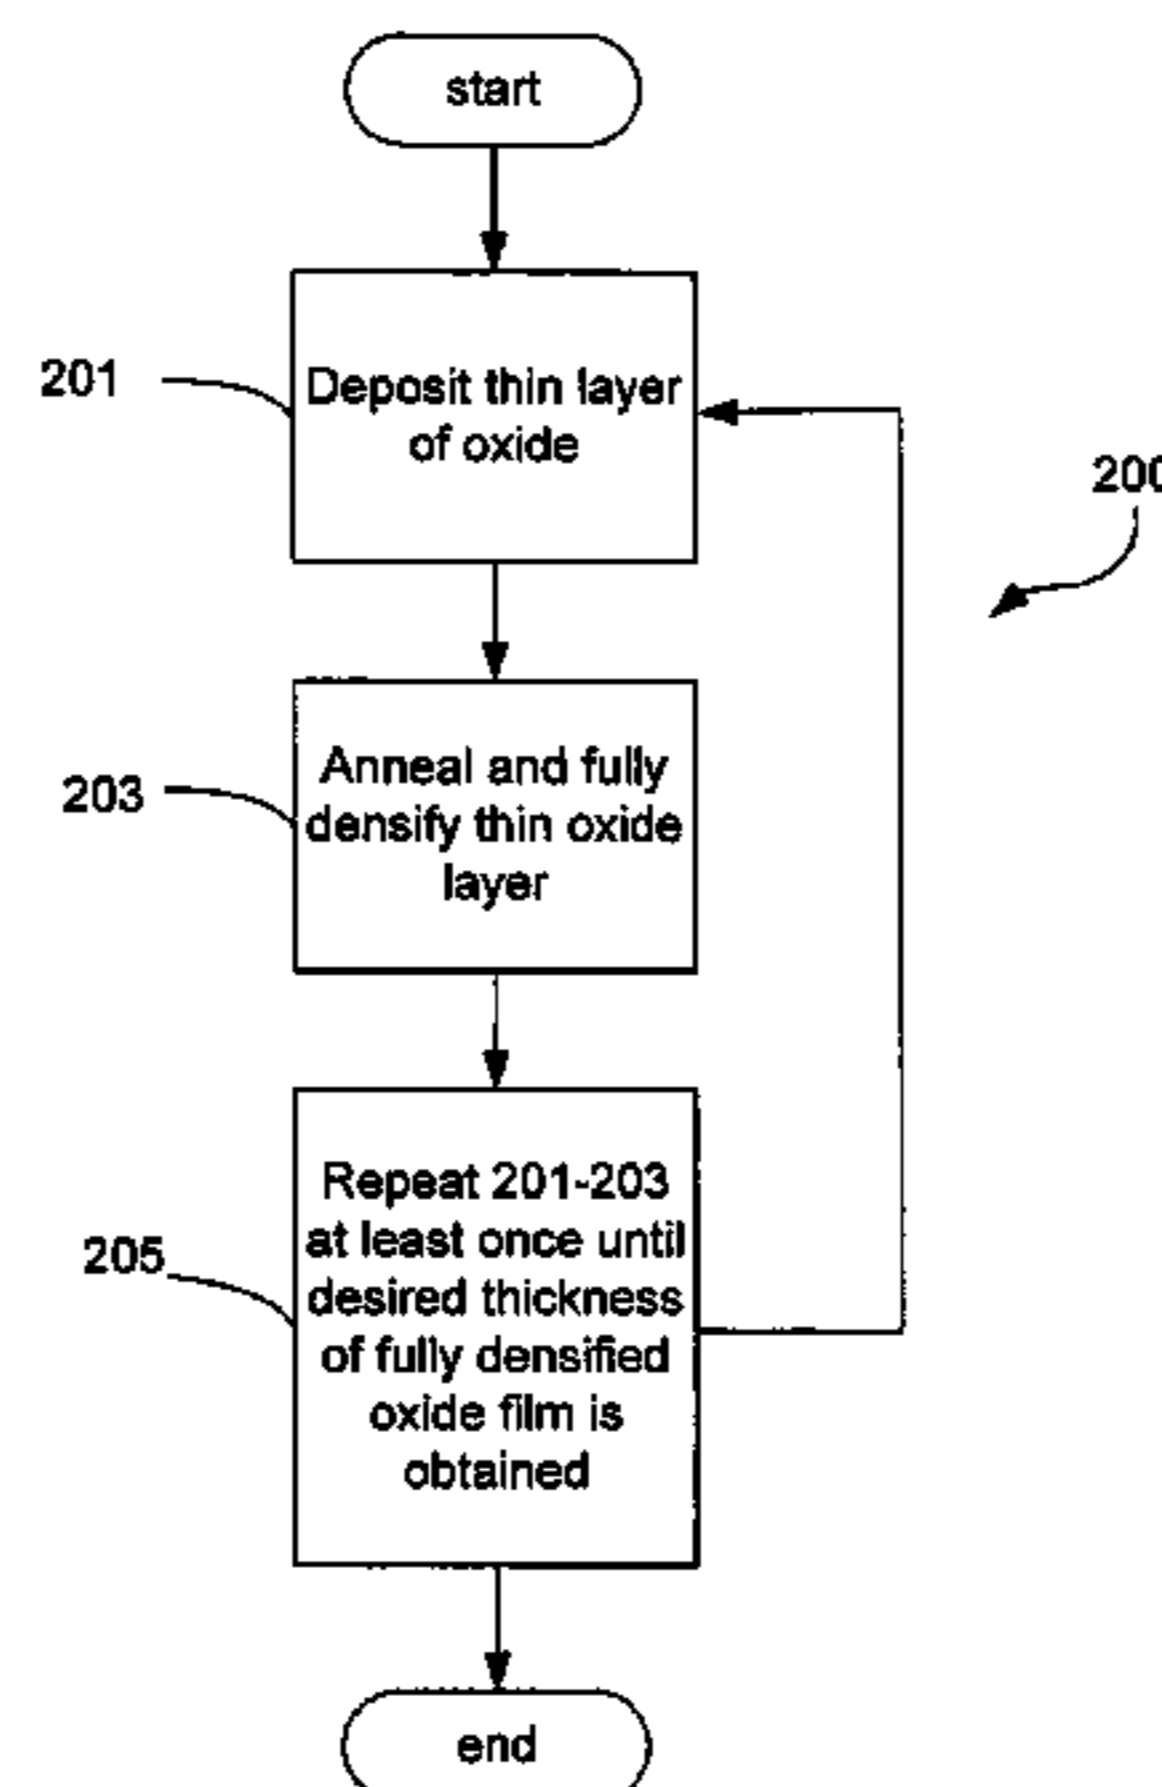 start
201
Deposit thin layer
of oxide
200
203
Anneal and fully
densify thin oxide
layer
205
Repeat 201-203
at least once until
desired thickness
of fully densified
oxide film is
obtained
end